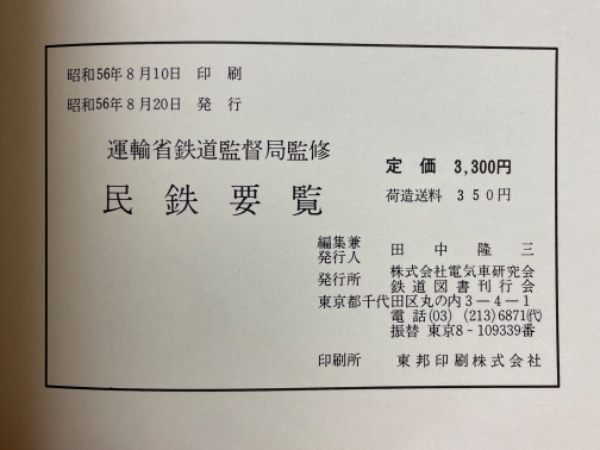 昭和56年8月10日 印刷
昭和56年8月20日 発行
運輸省鉄道監督局監修
民鉄要覧
定価 3,300円
荷造送料 350円
編集兼
発行人 田中隆三
発行所 株式会社電気車研究会
鉄道図書刊行会
東京都千代田区丸の内3―4―1
電話(03) (213)6871(代)
振替 東京8-109339番
印刷所 東邦印刷株式会社